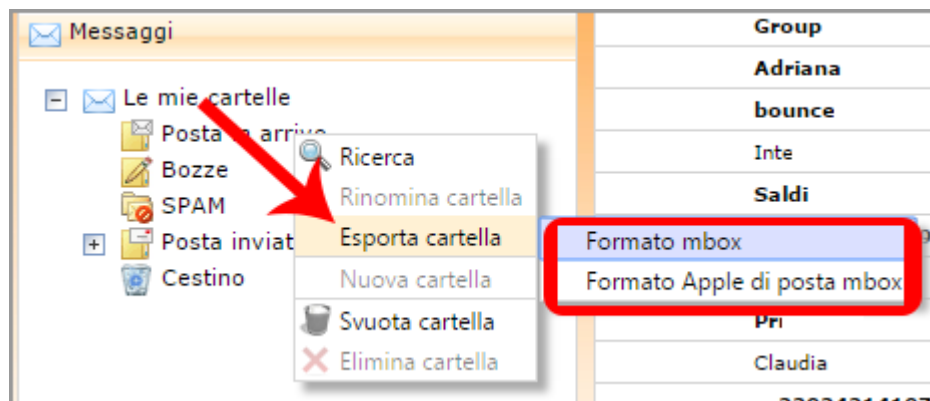 Messaggi
Le mie cartelle
Posta in arrivo
Bozze
SPAM
Posta inviat
Cestino
Ricerca
Rinomina cartella
Esporta cartella
Nuova cartella
Svuota cartella
Elimina cartella
Formato mbox
Formato Apple di posta mbox
Group
Adriana
bounce
Inte
Saldi
Pri
Claudia